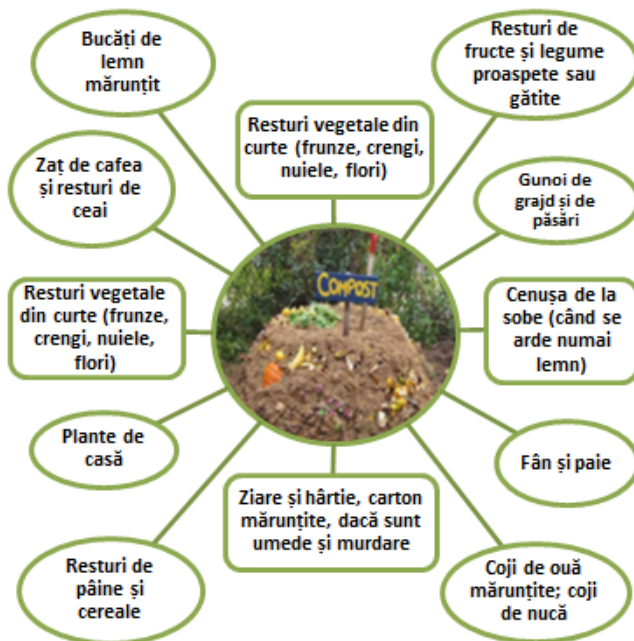 Bucăți de
lemn
mărunțit
Resturi de
fructe și legume
proaspete sau
gătite
Resturi vegetale din
curte (frunze, crengi,
nuiele, flori)
Zaț de cafea
și resturi de
ceai
Gunoi de
grajd și de
păsări
COMPOST
Resturi vegetale
din curte (frunze,
crengi, nuiele,
flori)
Cenușa de la
sobe (când se
arde numai
lemn)
Plante de
casă
Fân și paie
Ziare și hârtie, carton
mărunțite, dacă sunt
umede și murdare
Resturi de
pâine și
cereale
Coji de ouă
mărunțite; coji
de nucă